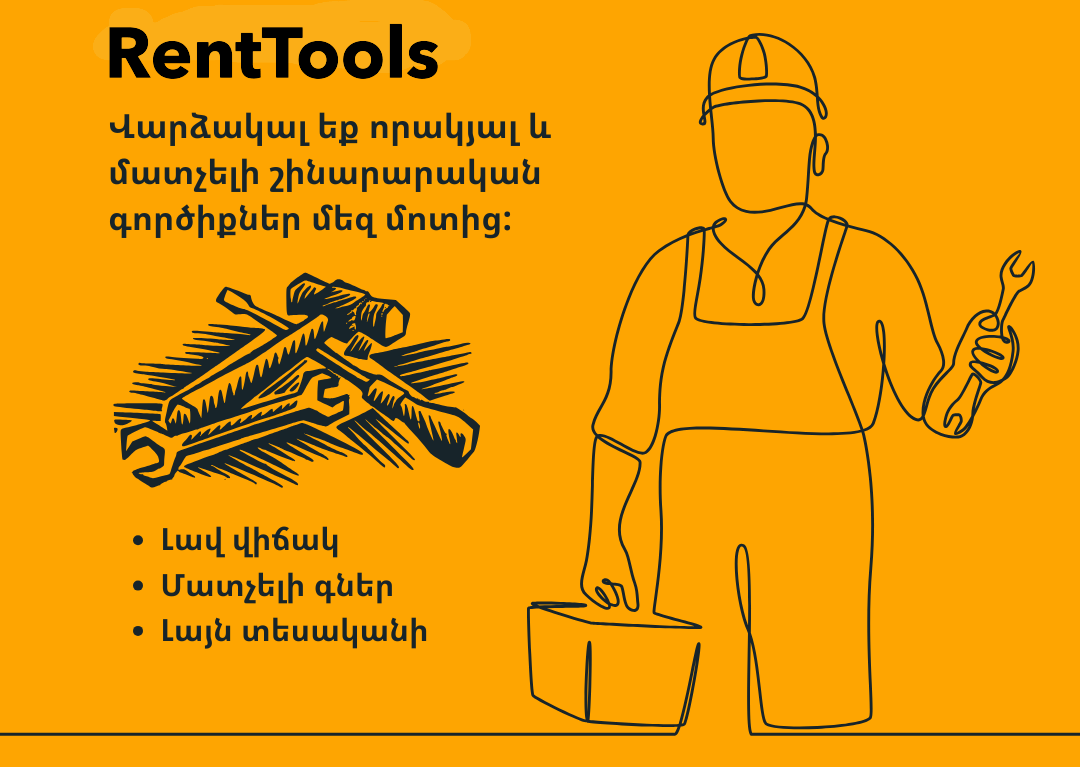 RentTools
Վարձակալ եք որակյալ և
մատչելի շինարարական
գործիքներ մեզ մոտից:
• Լավ վիճակ
• Մատչելի գներ
• Լայն տեսականի